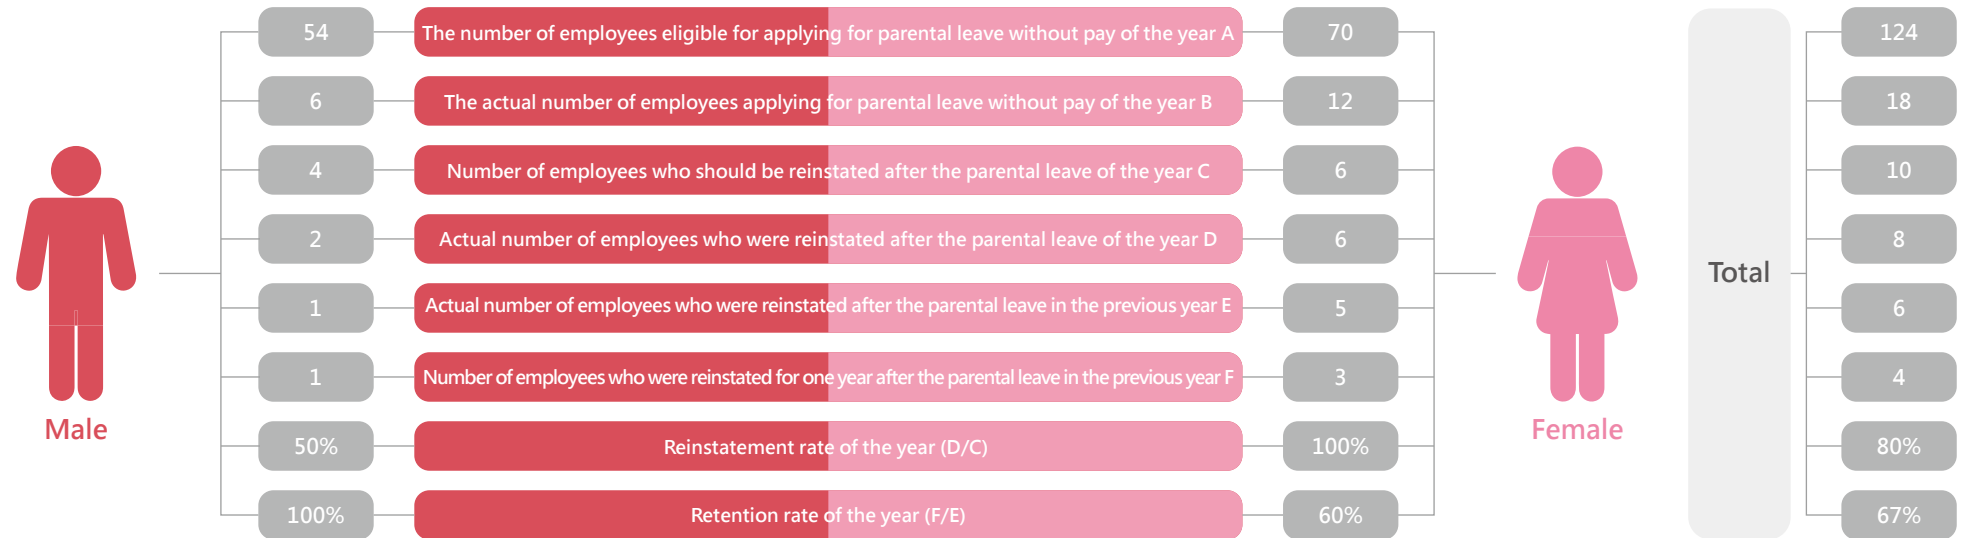 54 The number of employees eligible for applying for parental leave without pay of the year A 70 124
6 The actual number of employees applying for parental leave without pay of the year B 12 18
4 Number of employees who should be reinstated after the parental leave of the year C 6 10
2 Actual number of employees who were reinstated after the parental leave of the year D 6 8
Total
1 Actual number of employees who were reinstated after the parental leave in the previous year E 5 6
1 Number of employees who were reinstated for one year after the parental leave in the previous year F 3 4
Male Female
50% Reinstatement rate of the year (D/C) 100% 80%
100% Retention rate of the year (F/E) 60% 67%